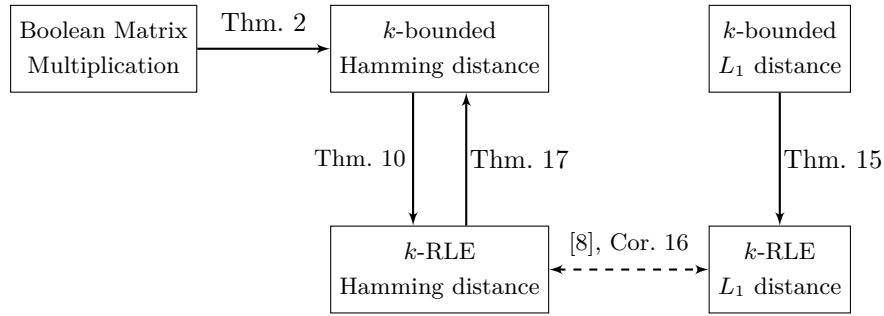 Boolean Matrix
Multiplication
Thm. 2
k-bounded
Hamming distance
k-bounded
L₁ distance
Thm. 10
Thm. 17
Thm. 15
k-RLE
Hamming distance
[8], Cor. 16
k-RLE
L₁ distance